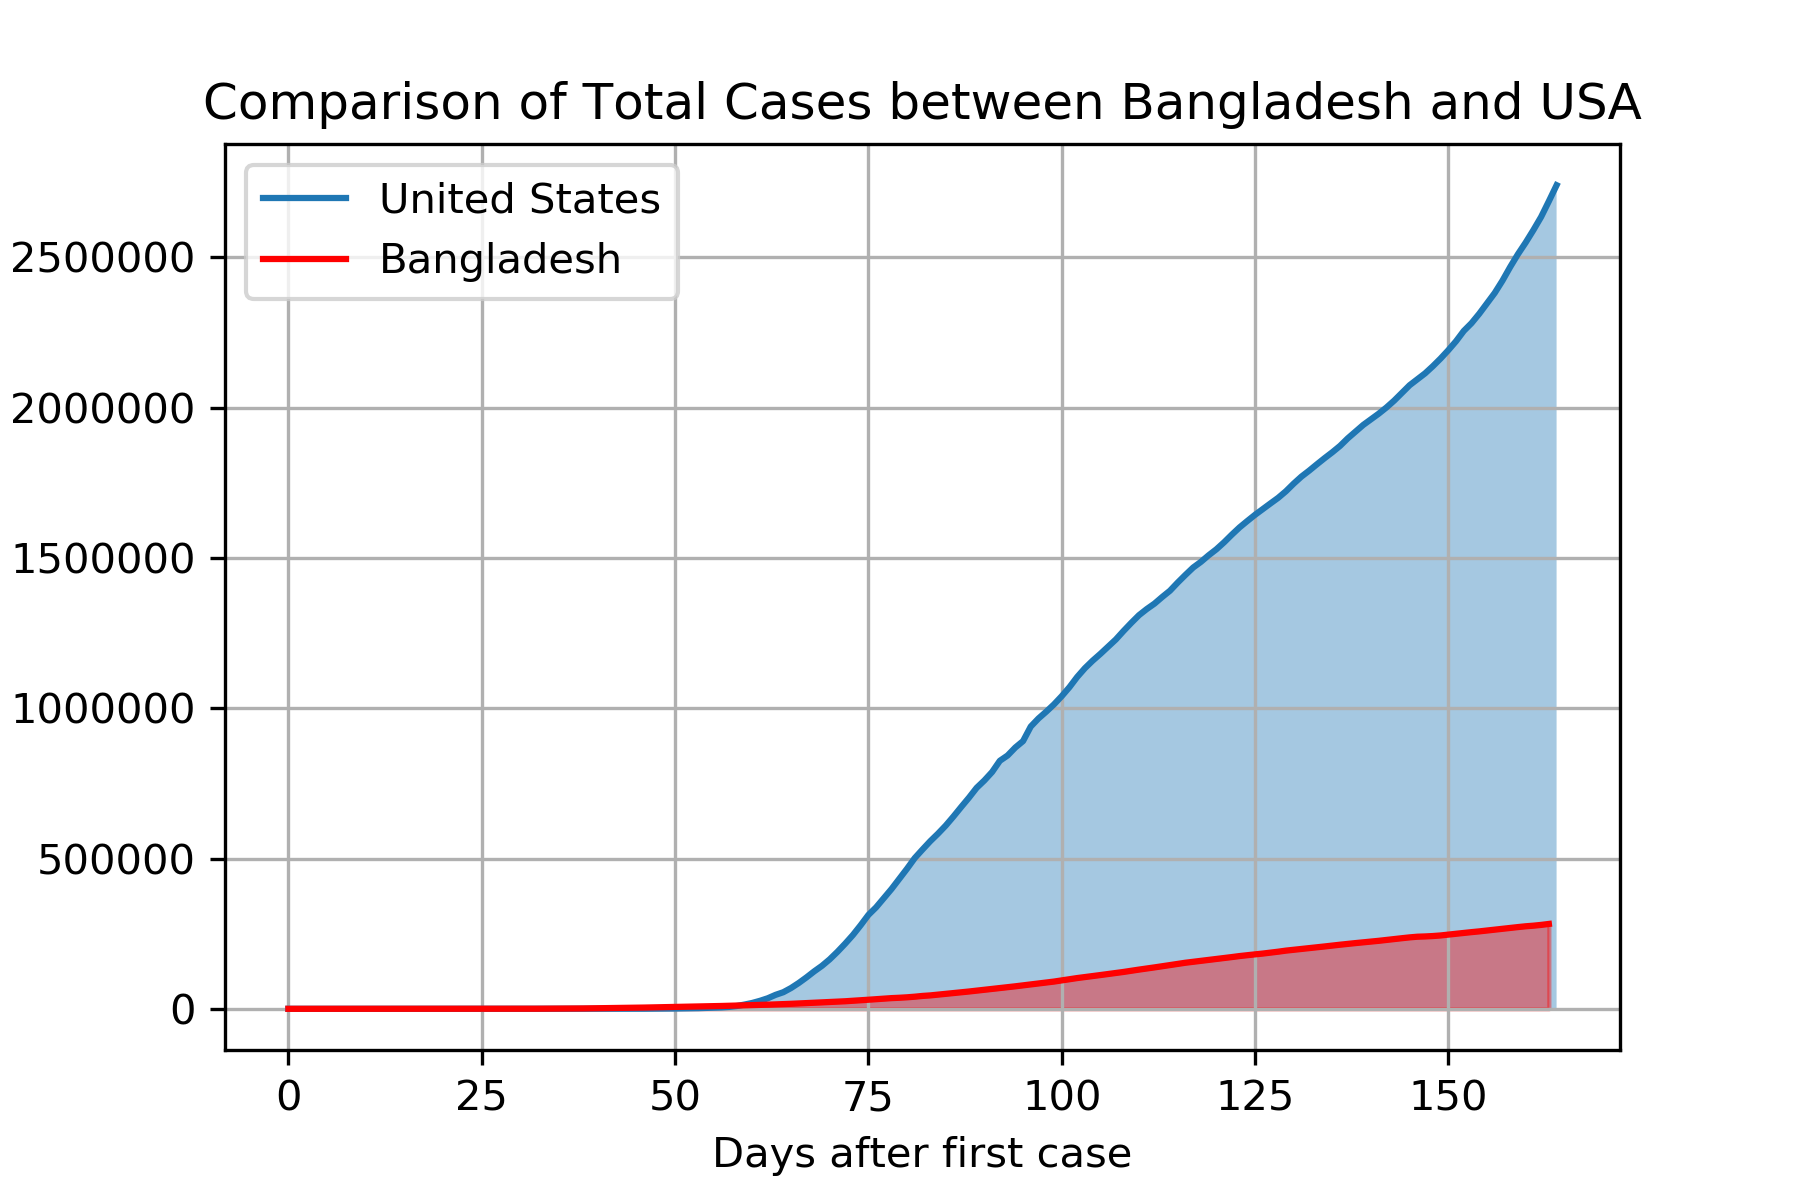 Comparison of Total Cases between Bangladesh and USA
United States
Bangladesh
2500000
2000000
1500000
1000000
500000
0
0 25 50 75 100 125 150
Days after first case